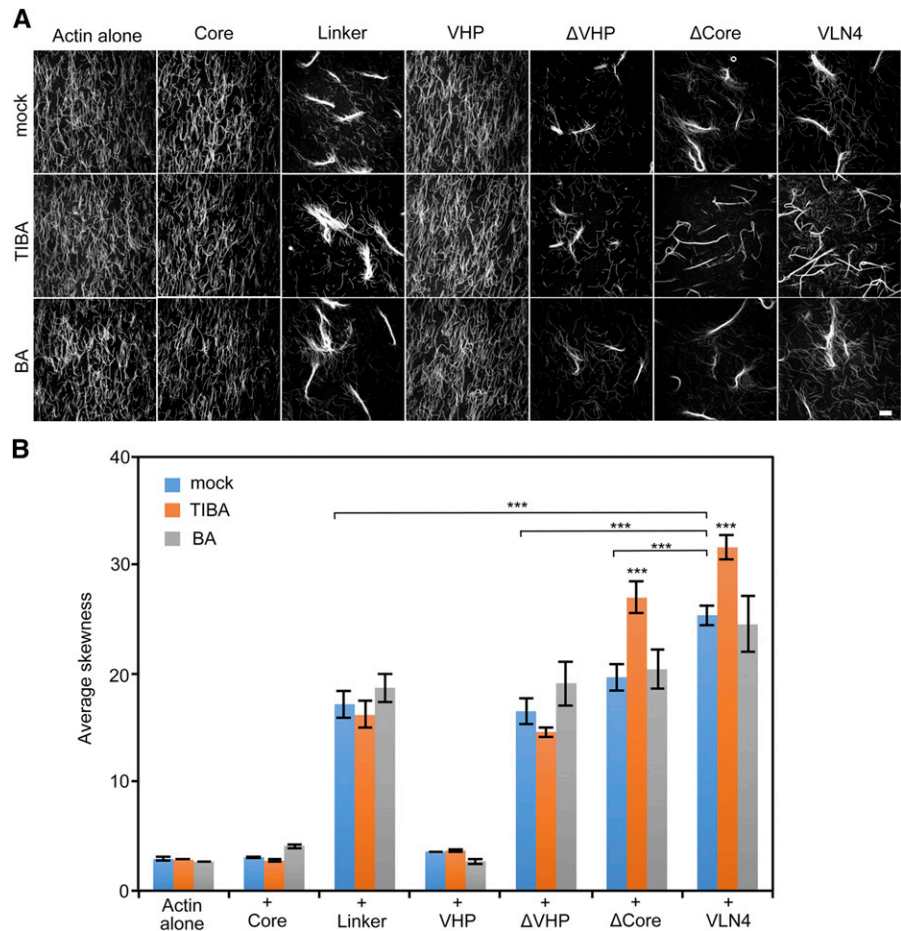 A
Actin alone Core Linker VHP ΔVHP ΔCore VLN4
mock
TIBA
BA
B
40
30
20
10
0
Average skewness
mock
TIBA
BA
***
***
***
***
***
Actin alone
+ Core
+ Linker
+ VHP
+ ΔVHP
+ ΔCore
+ VLN4